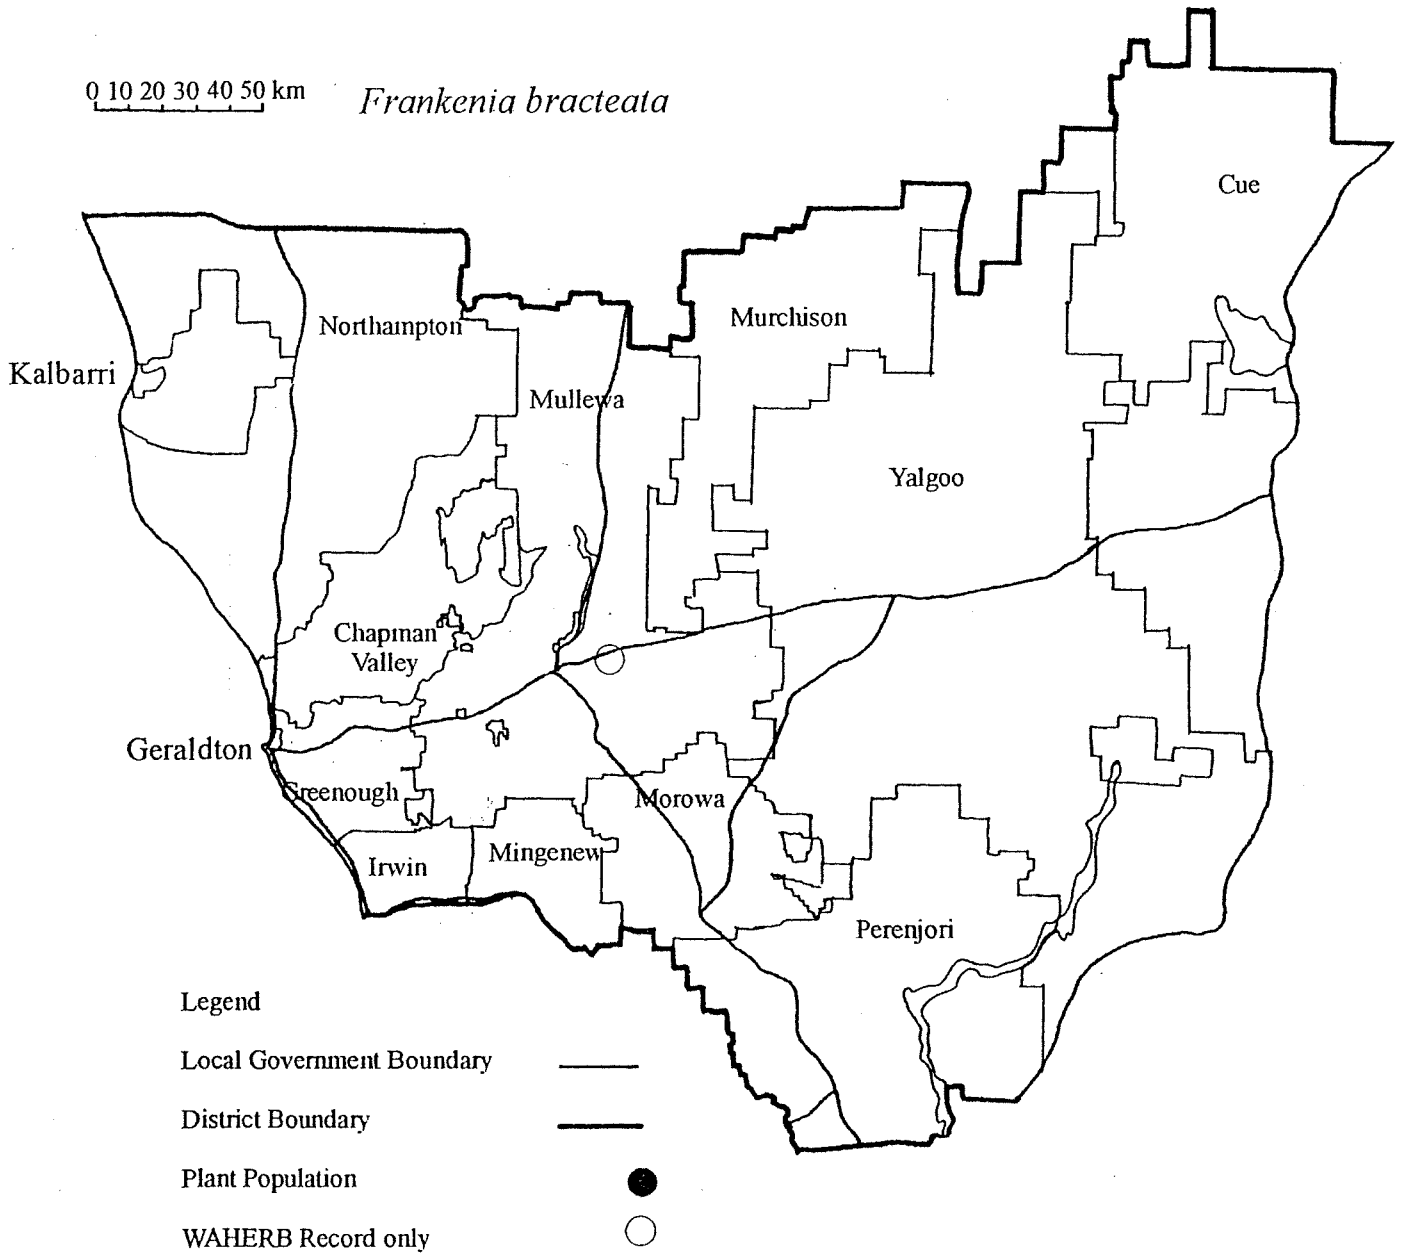 0 10 20 30 40 50 km
Frankenia bracteata
Cue
Northampton
Murchison
Kalbarri
Mullewa
Yalgoo
Chapman
Valley
Geraldton
Greenough
Morowa
Irwin
Mingenew
Perenjori
Legend
Local Government Boundary
District Boundary
Plant Population
WAHERB Record only